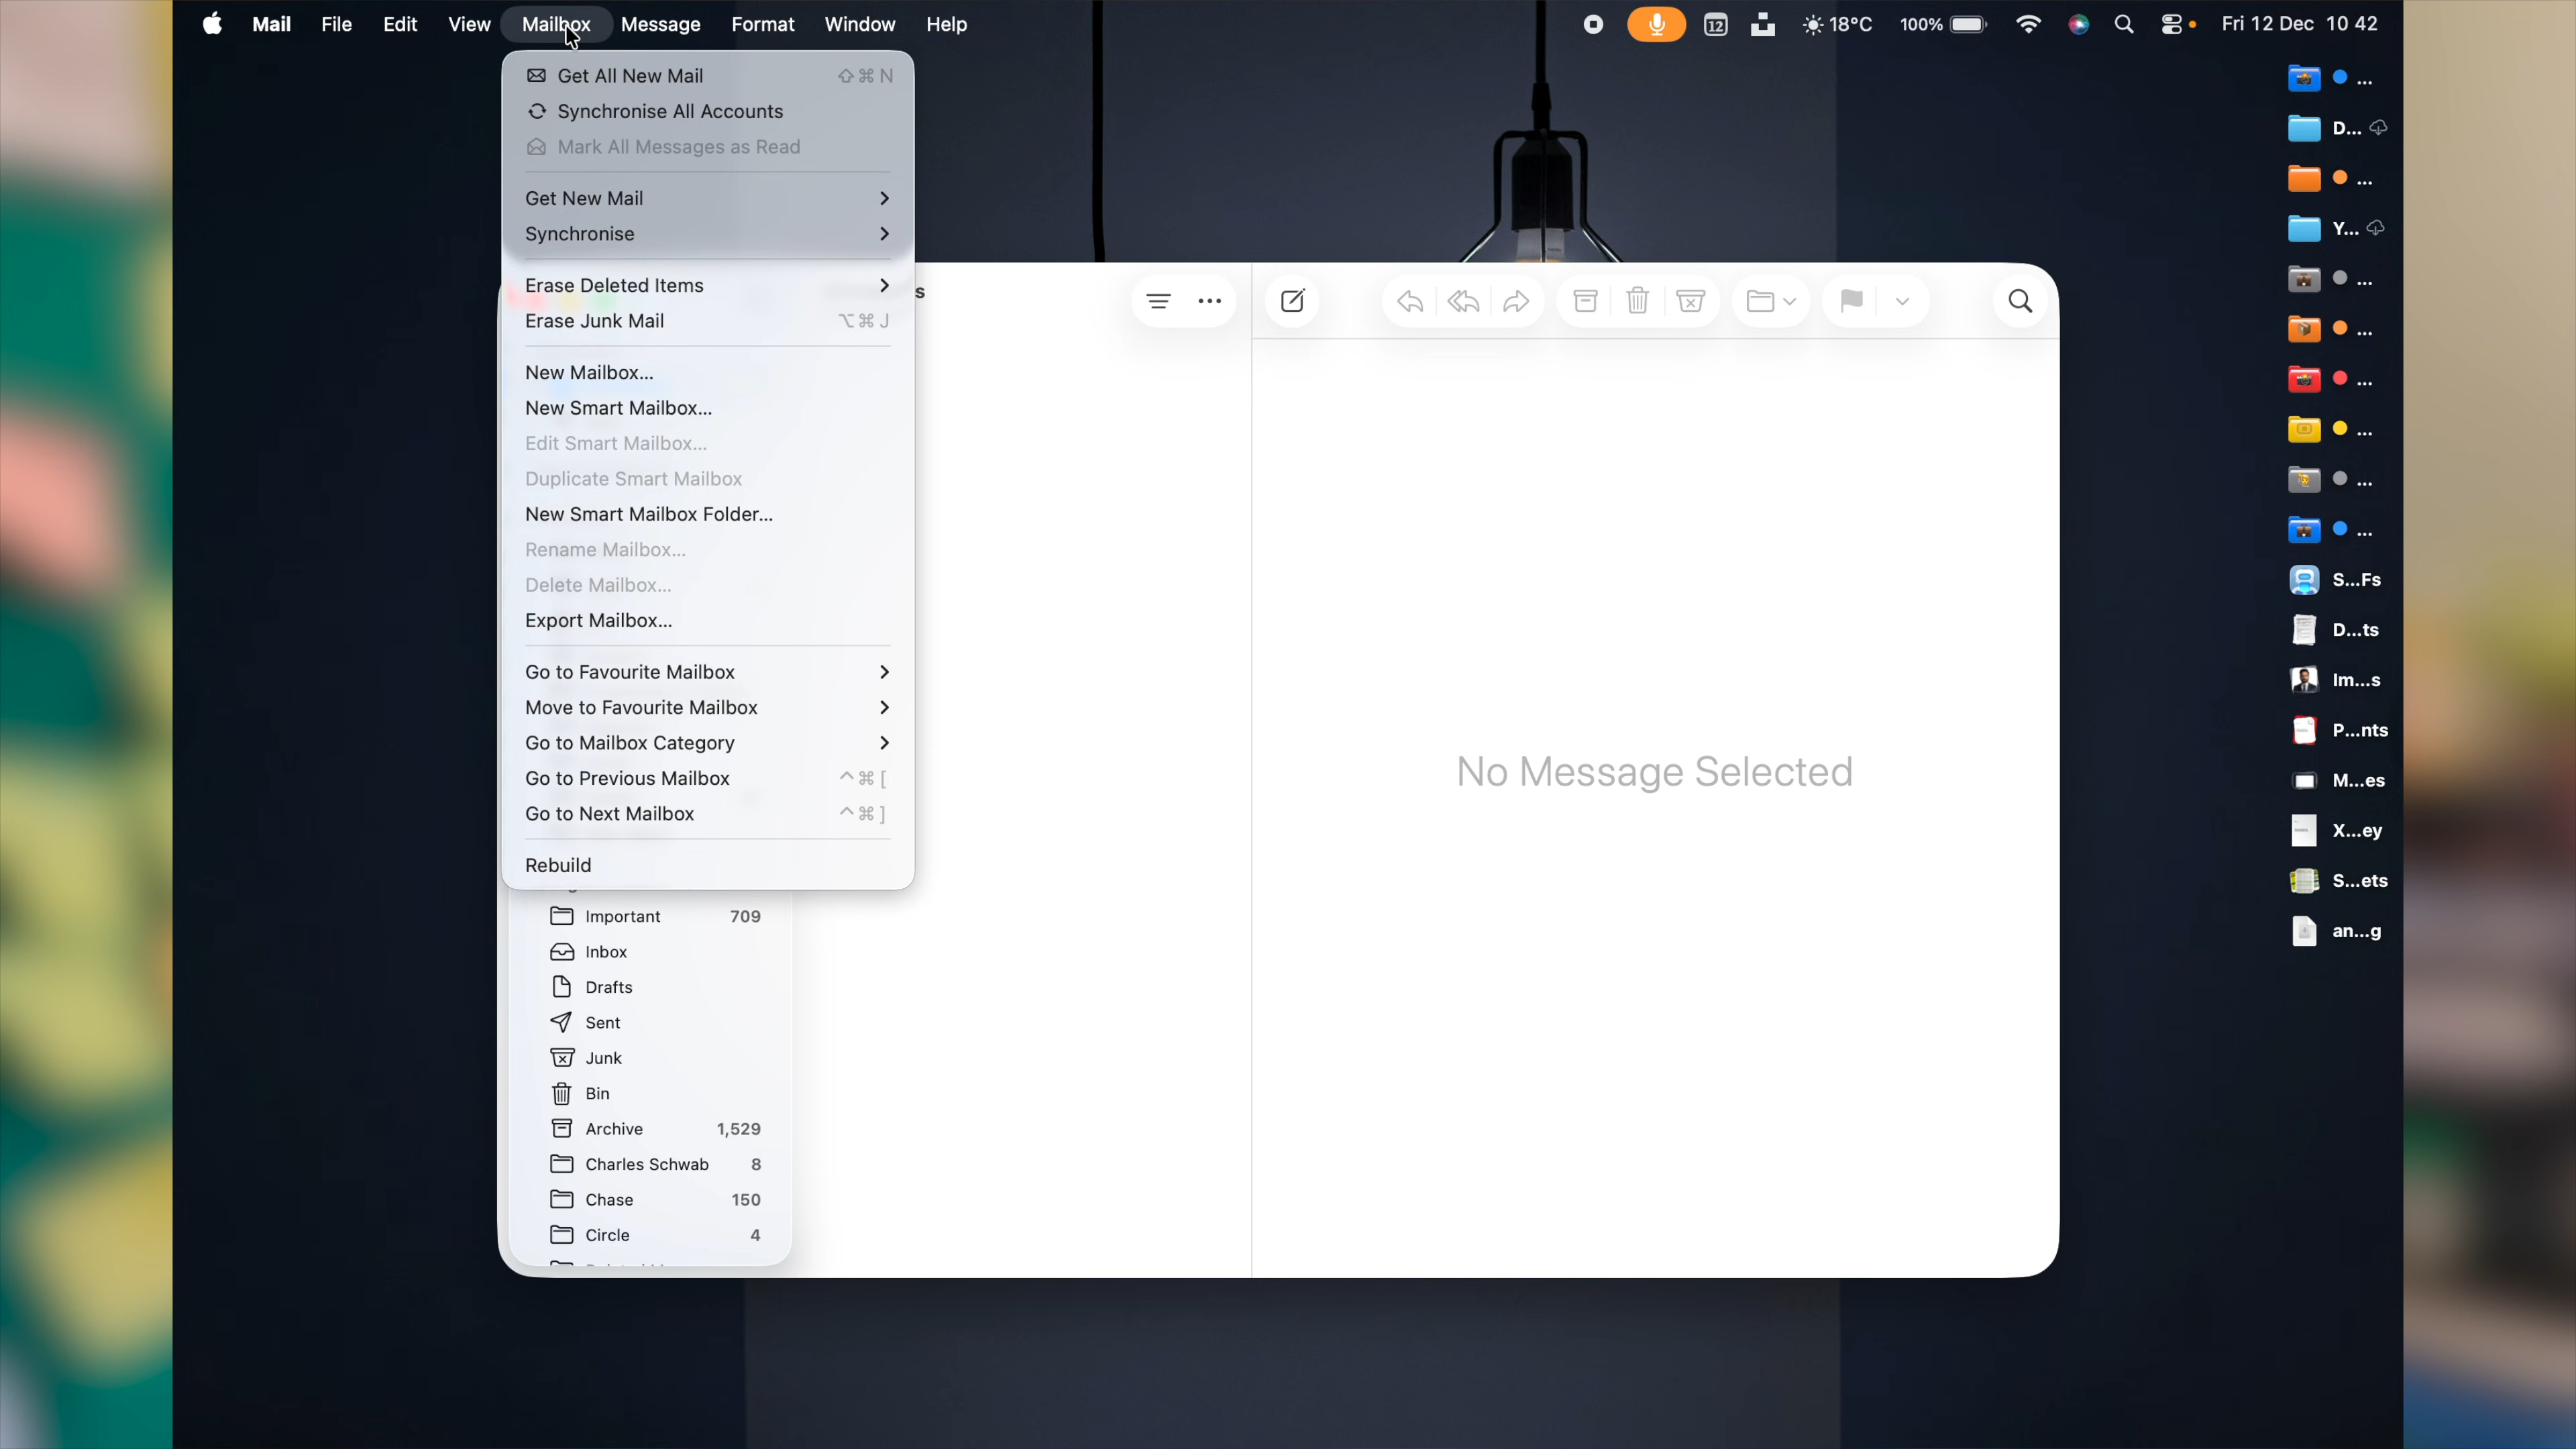 Mail File Edit View Mailbox Message Format Window Help
12 18°C 100% Fri 12 Dec 10 42
Get All New Mail ⇧⌘N
Synchronise All Accounts
Mark All Messages as Read
Get New Mail
Synchronise
Erase Deleted Items
Erase Junk Mail ⌥⌘J
New Mailbox...
New Smart Mailbox...
Edit Smart Mailbox...
Duplicate Smart Mailbox
New Smart Mailbox Folder...
Rename Mailbox...
Delete Mailbox...
Export Mailbox...
Go to Favourite Mailbox
Move to Favourite Mailbox
Go to Mailbox Category
Go to Previous Mailbox ^⌘[
Go to Next Mailbox ^⌘]
Rebuild
Important 709
Inbox
Drafts
Sent
Junk
Bin
Archive 1,529
Charles Schwab 8
Chase 150
Circle 4
s
No Message Selected
...
D...
...
Y...
...
...
...
...
...
...
S...Fs
D...ts
Im...s
P...nts
M...es
X...ey
S...ets
an...g